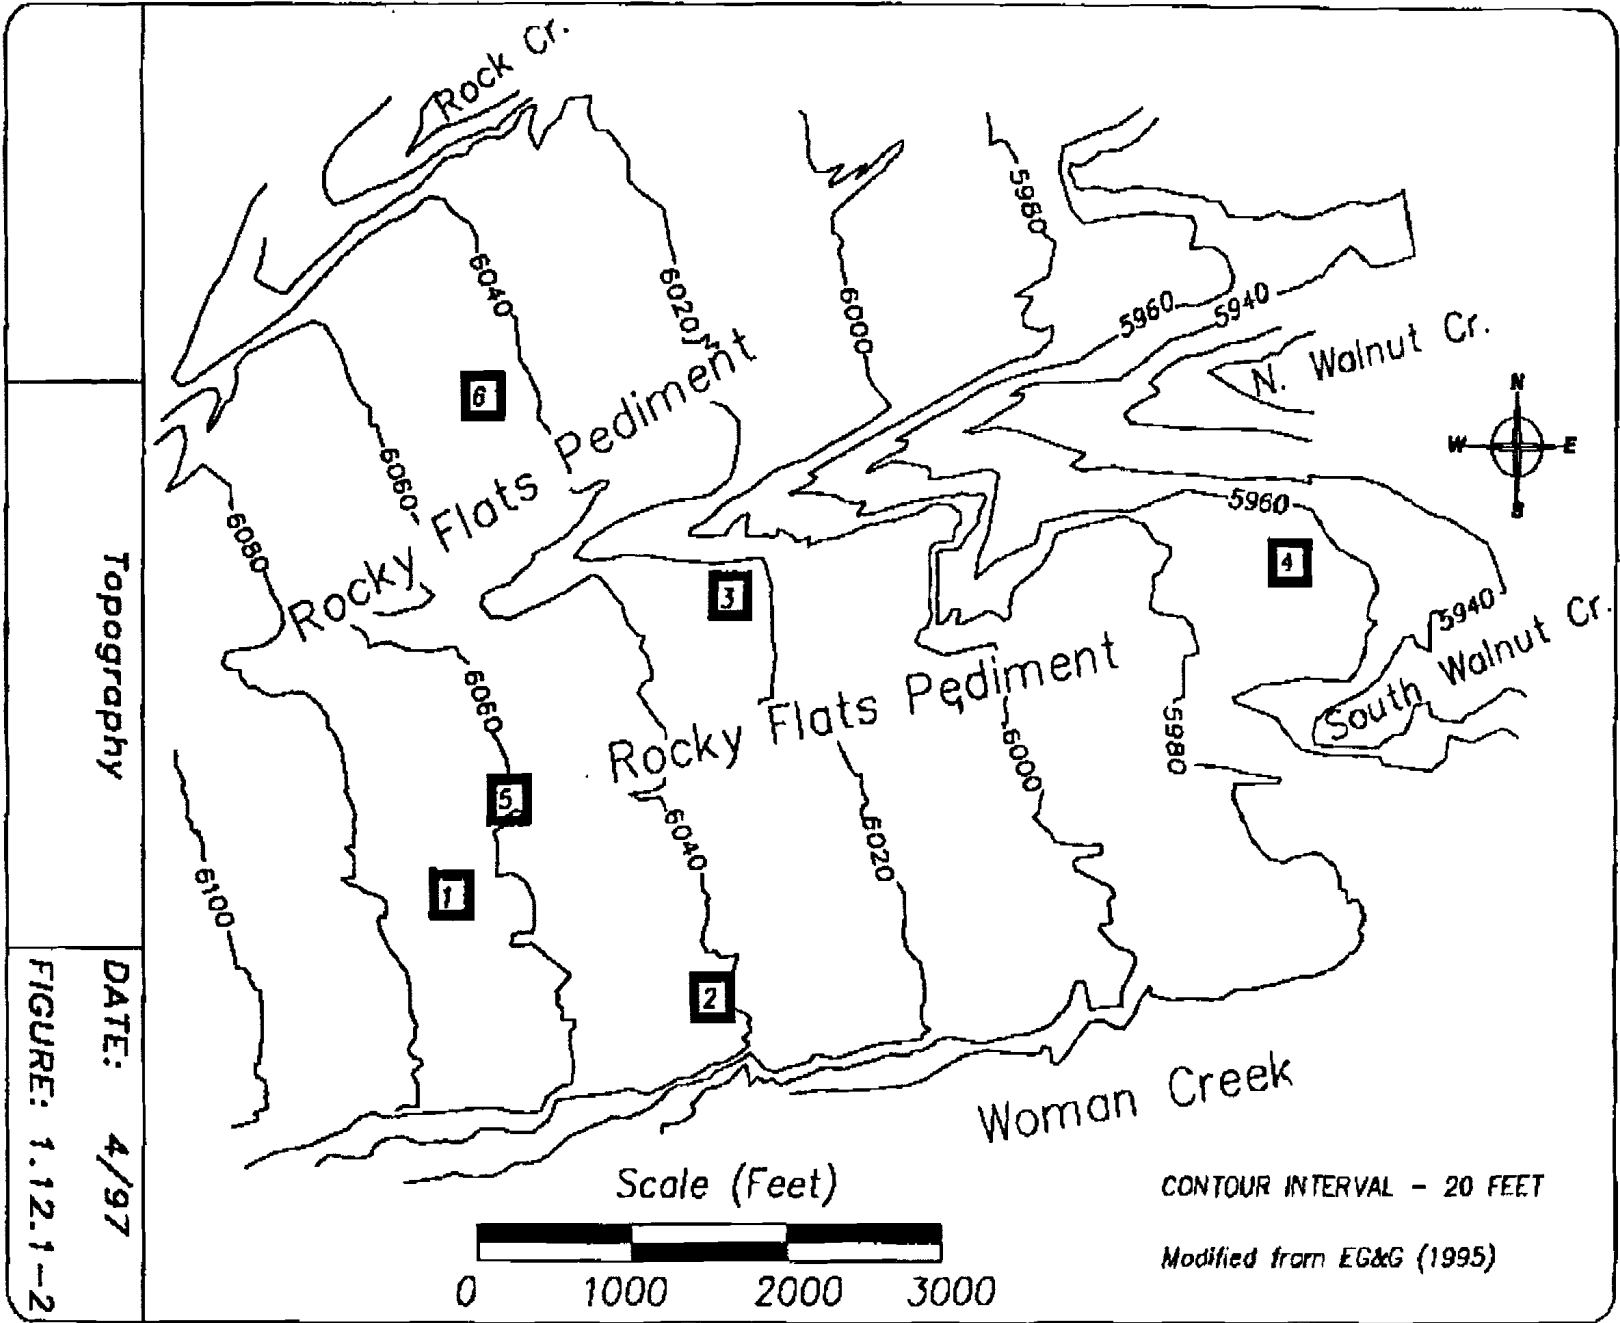 Rock Cr.
5980
6040
6020
6000
5960
5940
N. Walnut Cr.
Rocky Flats Pediment
6
N
W
E
S
6060
6080
5960
4
3
5940
South Walnut Cr.
6060
Rocky Flats Pediment
6000
5980
5
6040
6020
6100
1
2
Woman Creek
Scale (Feet)
0 1000 2000 3000
CONTOUR INTERVAL - 20 FEET
Modified from EG&G (1995)
Topography
DATE: 4/97
FIGURE: 1.12.1-2